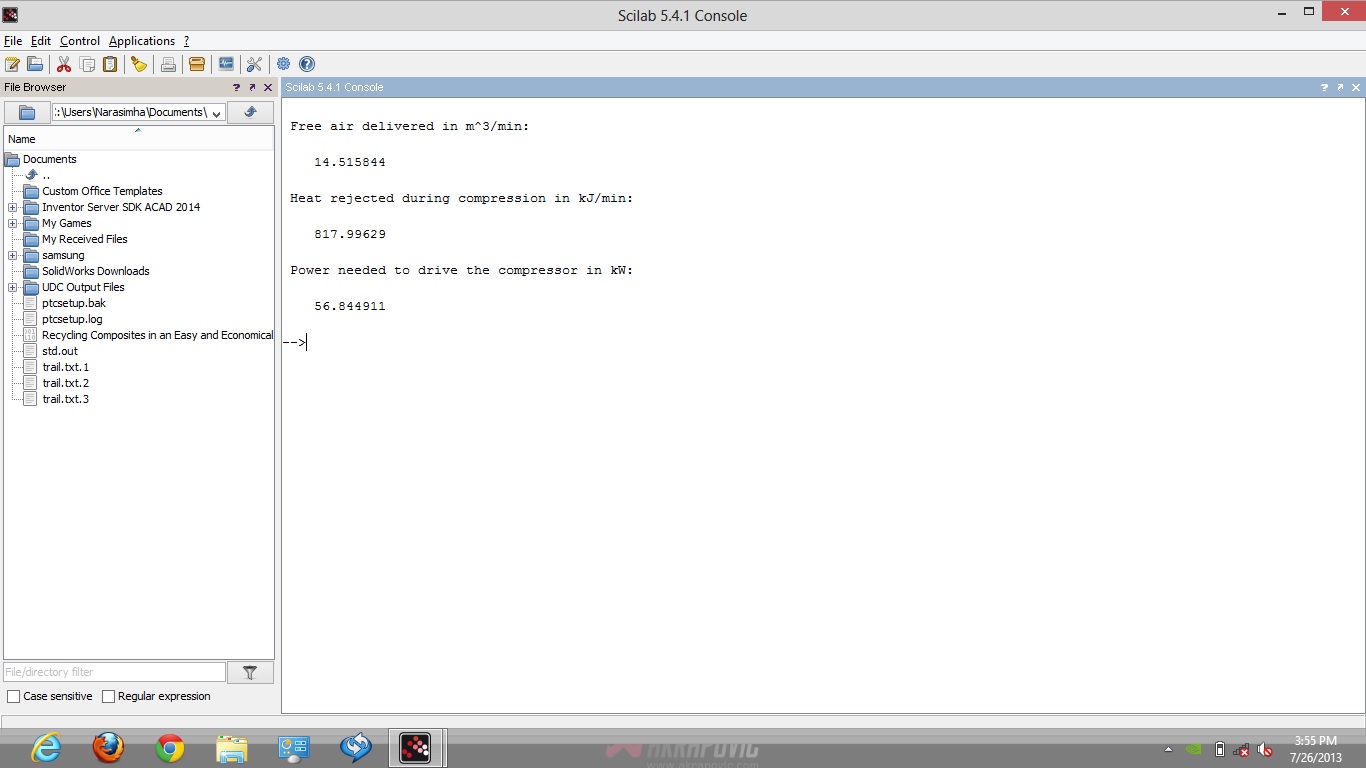 Scilab 5.4.1 Console
File Edit Control Applications ?
File Browser
Scilab 5.4.1 Console
:\Users\Narasimha\Documents\
Name
Documents
..
Custom Office Templates
Inventor Server SDK ACAD 2014
My Games
My Received Files
samsung
SolidWorks Downloads
UDC Output Files
ptcsetup.bak
ptcsetup.log
Recycling Composites in an Easy and Economical
std.out
trail.txt.1
trail.txt.2
trail.txt.3
File/directory filter
Case sensitive Regular expression
Free air delivered in m^3/min:
14.515844
Heat rejected during compression in kJ/min:
817.99629
Power needed to drive the compressor in kW:
56.844911
-->
AKRAPOVIC
www.akrapovic.com
3:55 PM
7/26/2013